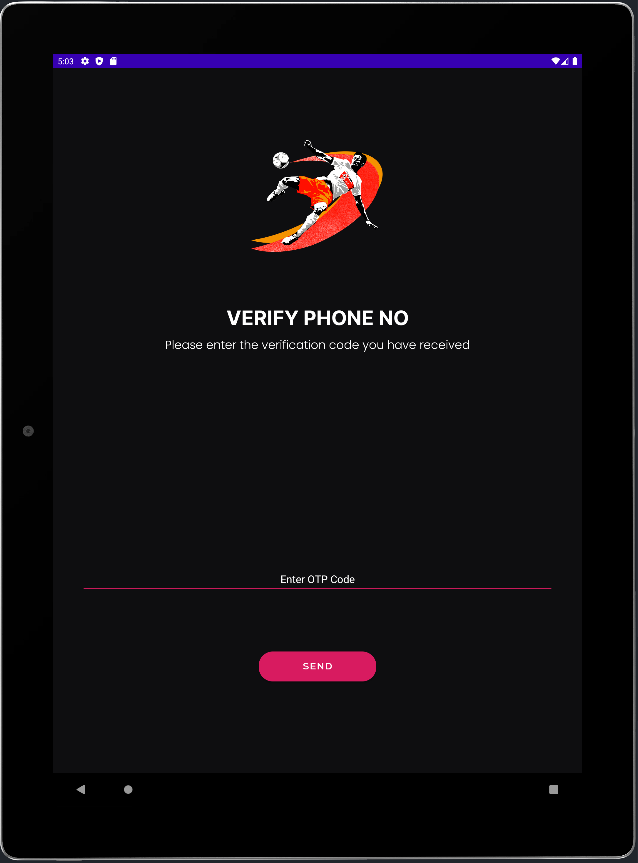 5:03
VERIFY PHONE NO
Please enter the verification code you have received
Enter OTP Code
SEND